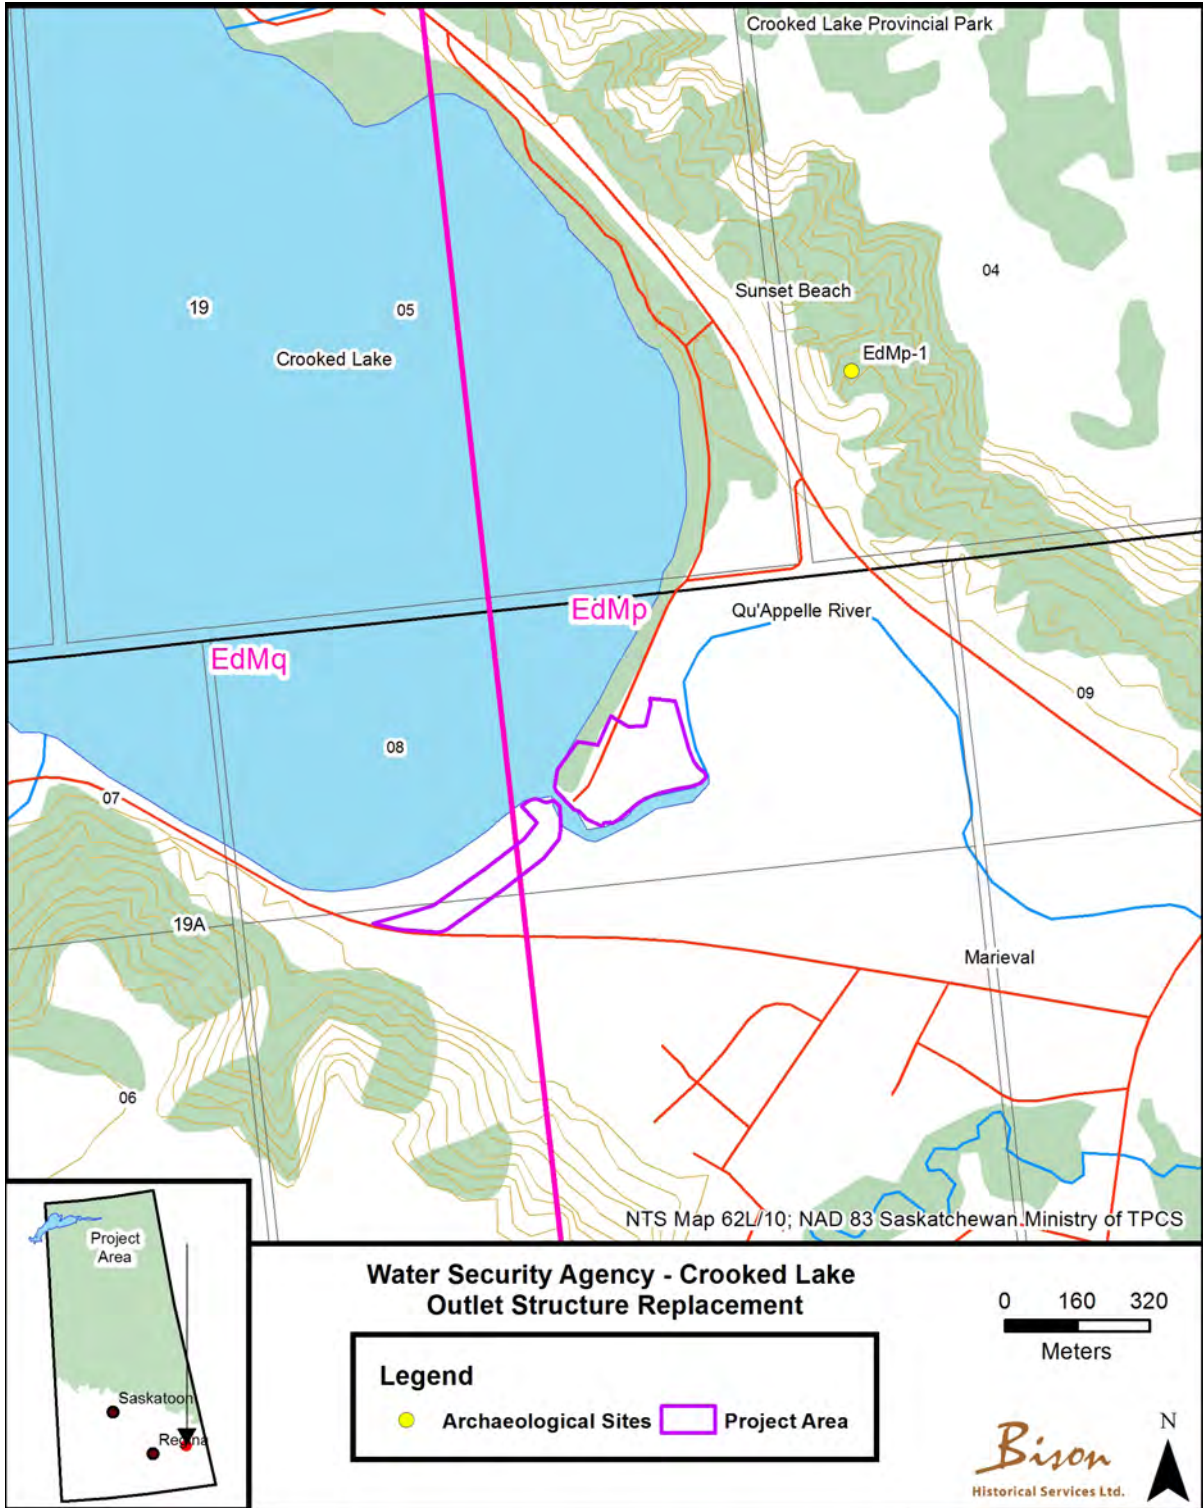 Crooked Lake Provincial Park
04
Sunset Beach
19
05
Crooked Lake
EdMp-1
EdMp
Qu'Appelle River
EdMq
09
08
07
19A
Marieval
06
NTS Map 62L/10; NAD 83 Saskatchewan Ministry of TPCS
Project
Area
Saskatoon
Regina
Water Security Agency - Crooked Lake
Outlet Structure Replacement
0 160 320
Meters
Legend
Archaeological Sites Project Area
N
Bison
Historical Services Ltd.